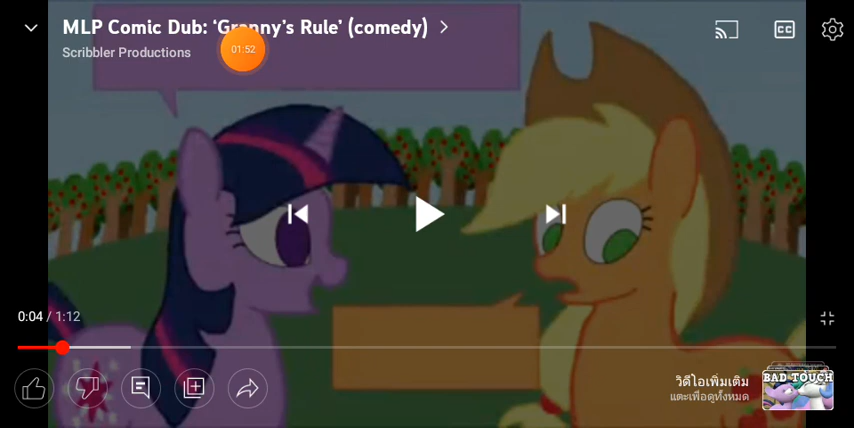 MLP Comic Dub: ‘Granny’s Rule’ (comedy)
Scribbler Productions
01:52
CC
0:04 / 1:12
วิดีโอเพิ่มเติม
แตะเพื่อดูทั้งหมด
BAD TOUCH